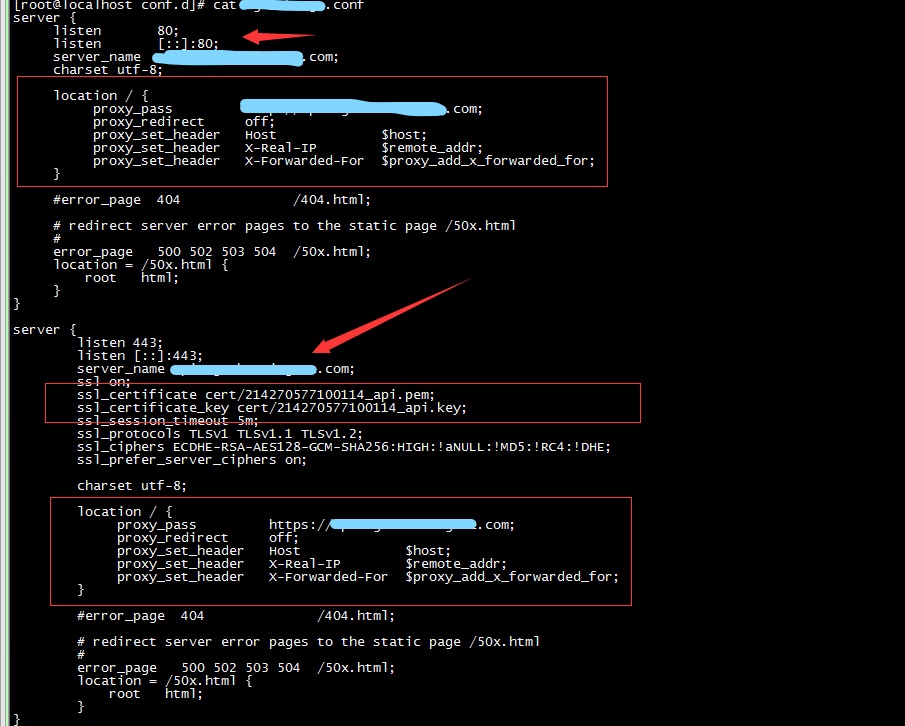 [root@localhost conf.d]# cat .conf
server {
listen 80;
listen [::]:80;
server_name .com;
charset utf-8;
location / {
proxy_pass .com;
proxy_redirect off;
proxy_set_header Host $host;
proxy_set_header X-Real-IP $remote_addr;
proxy_set_header X-Forwarded-For $proxy_add_x_forwarded_for;
}
#error_page 404 /404.html;
# redirect server error pages to the static page /50x.html
#
error_page 500 502 503 504 /50x.html;
location = /50x.html {
root html;
}
}
server {
listen 443;
listen [::]:443;
server_name .com;
ssl on;
ssl_certificate cert/214270577100114_api.pem;
ssl_certificate_key cert/214270577100114_api.key;
ssl_session_timeout 5m;
ssl_protocols TLSv1 TLSv1.1 TLSv1.2;
ssl_ciphers ECDHE-RSA-AES128-GCM-SHA256:HIGH:!aNULL:!MD5:!RC4:!DHE;
ssl_prefer_server_ciphers on;
charset utf-8;
location / {
proxy_pass https:// .com;
proxy_redirect off;
proxy_set_header Host $host;
proxy_set_header X-Real-IP $remote_addr;
proxy_set_header X-Forwarded-For $proxy_add_x_forwarded_for;
}
#error_page 404 /404.html;
# redirect server error pages to the static page /50x.html
#
error_page 500 502 503 504 /50x.html;
location = /50x.html {
root html;
}
}